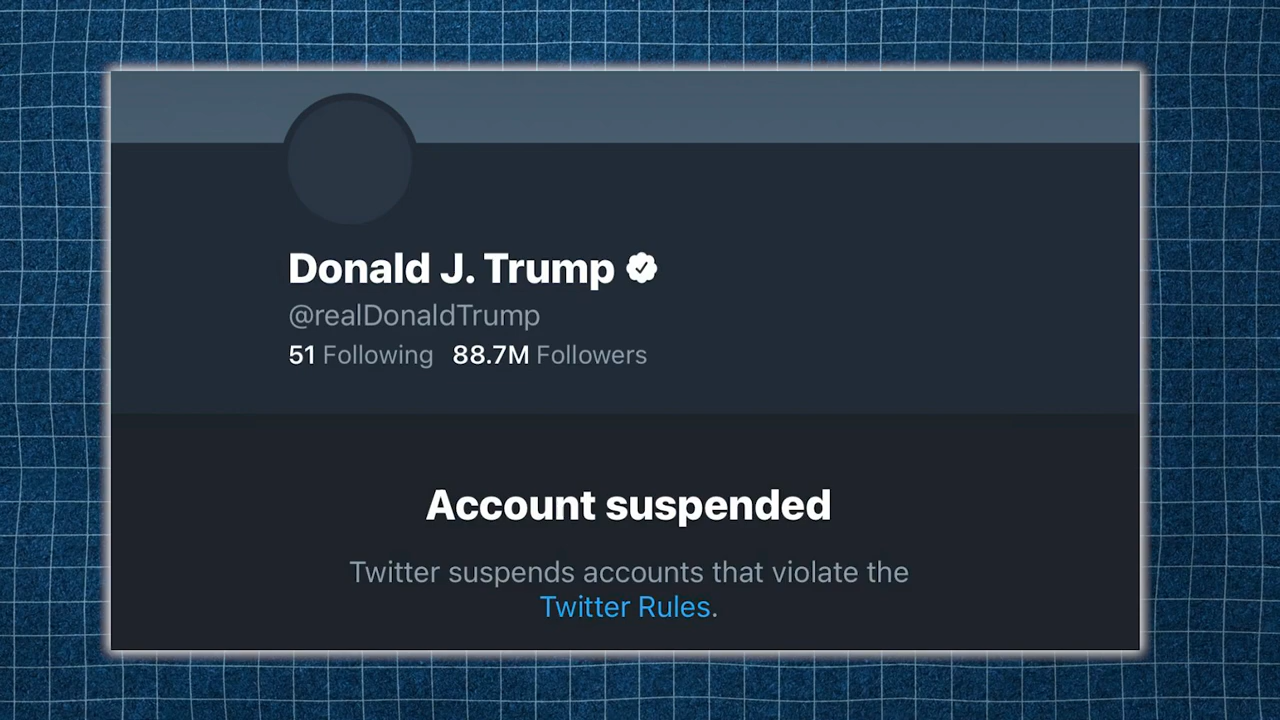 Donald J. Trump
@realDonaldTrump
51 Following 88.7M Followers
Account suspended
Twitter suspends accounts that violate the
Twitter Rules.